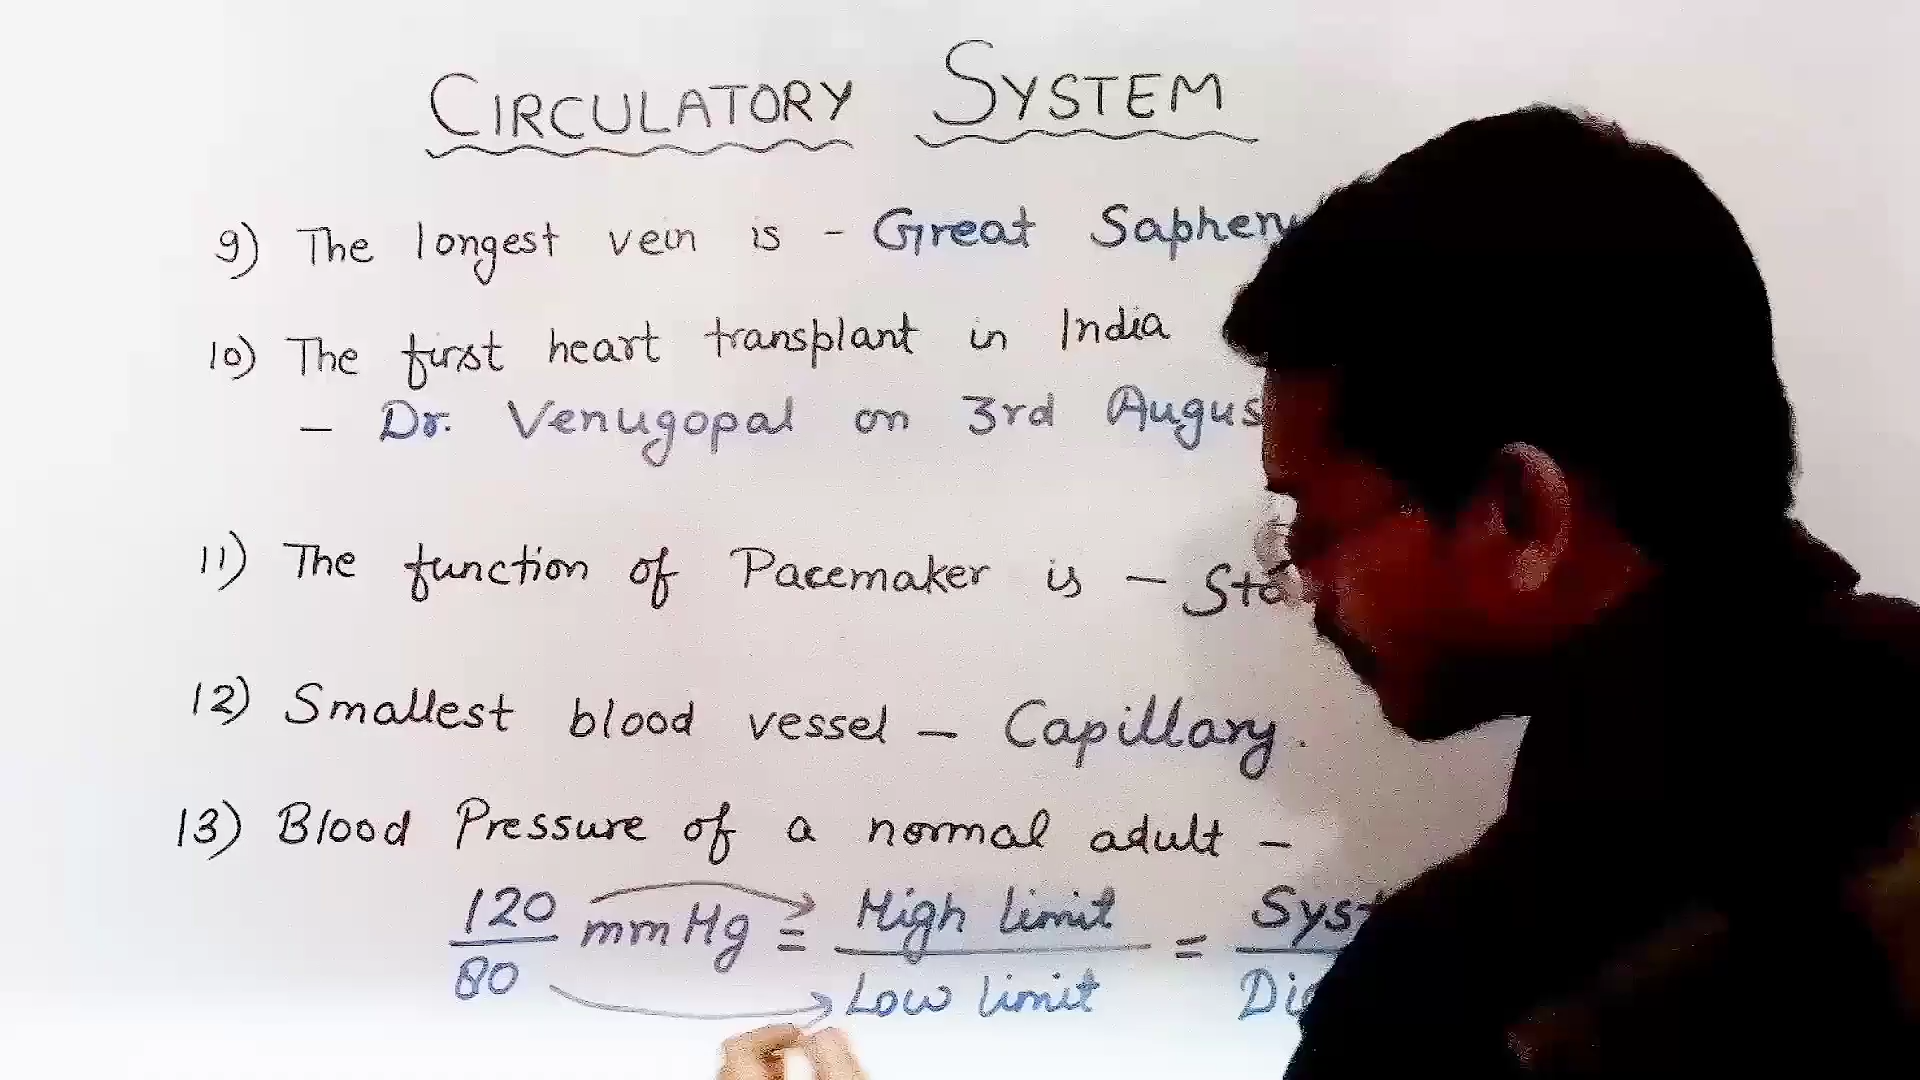 CIRCULATORY SYSTEM
9) The longest vein is - Great
10) The first heart transplant in India
- Dr. Venugopal on 3rd
11) The function of Pacemaker is -
12) Smallest blood vessel - Capillary.
13) Blood Pressure of a normal adult -
120 High limit
mmHg = =
80 Low limit